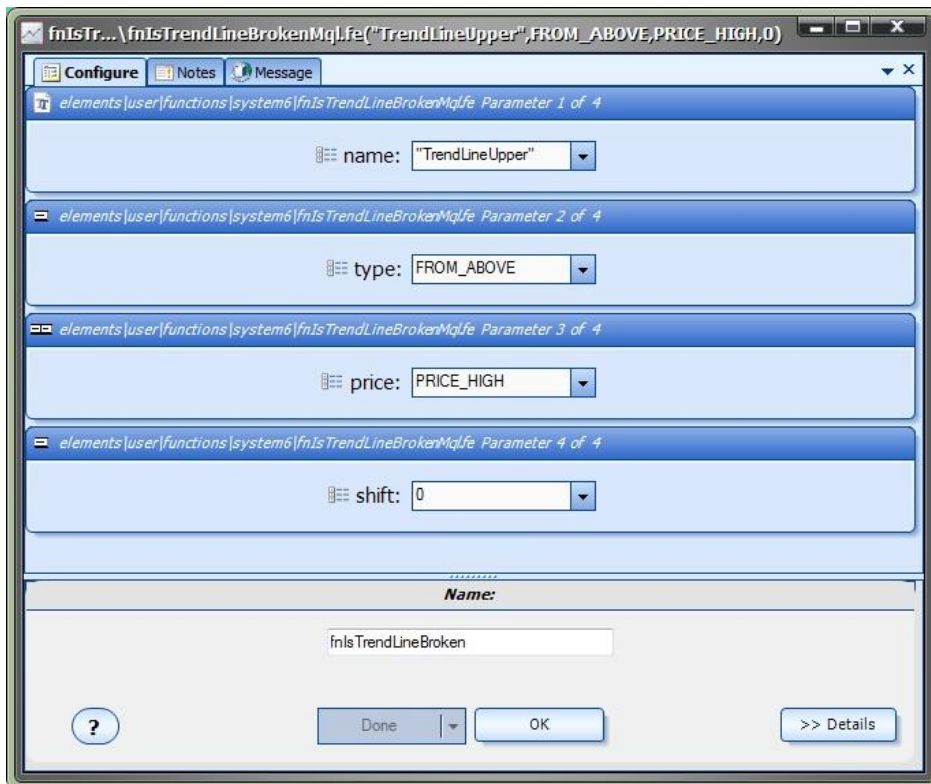 fnIsTr...\fnIsTrendLineBrokenMql.fe("TrendLineUpper",FROM_ABOVE,PRICE_HIGH,0)
Configure Notes Message
elements|user|functions|system6|fnIsTrendLineBrokenMql.fe Parameter 1 of 4
name: "TrendLineUpper"
elements|user|functions|system6|fnIsTrendLineBrokenMql.fe Parameter 2 of 4
type: FROM_ABOVE
elements|user|functions|system6|fnIsTrendLineBrokenMql.fe Parameter 3 of 4
price: PRICE_HIGH
elements|user|functions|system6|fnIsTrendLineBrokenMql.fe Parameter 4 of 4
shift: 0
Name:
fnIsTrendLineBroken
? Done OK >> Details